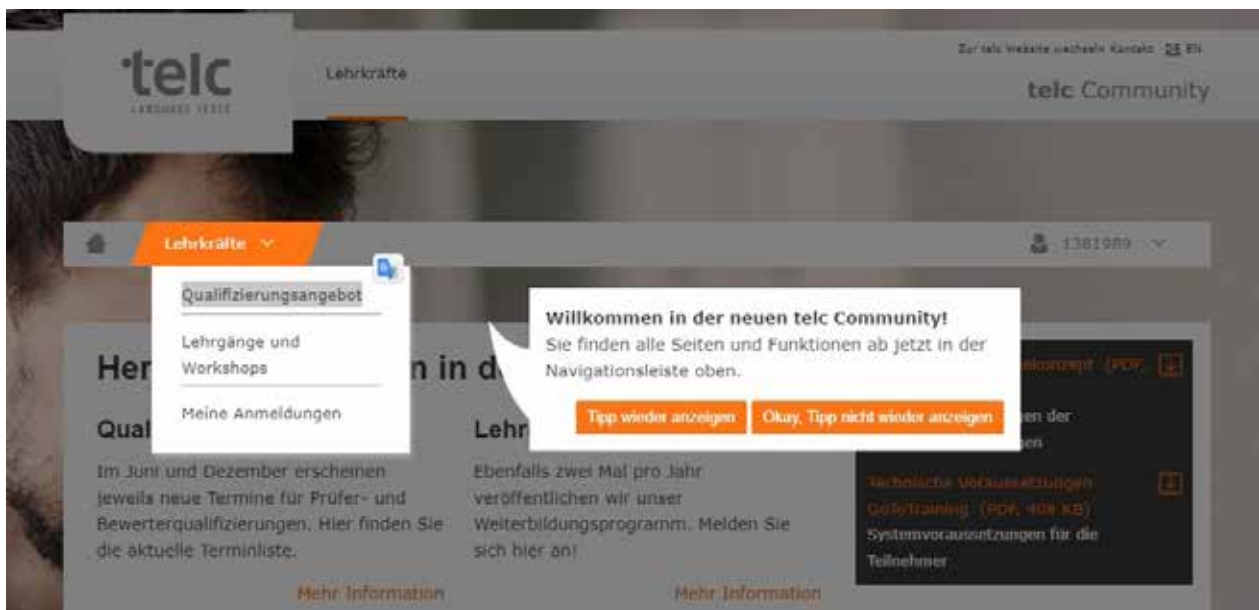 telc
LANGUAGE TESTS
Lehrkräfte
Zur telc Website wechseln Kontakt DE EN
telc Community
Lehrkräfte
1381989
Qualifizierungsangebot
Lehrgänge und
Workshops
Meine Anmeldungen
Willkommen in der neuen telc Community!
Sie finden alle Seiten und Funktionen ab jetzt in der
Navigationsleiste oben.
Tipp wieder anzeigen
Okay, Tipp nicht wieder anzeigen
Her n in d
Qual
Im Juni und Dezember erscheinen
jeweils neue Termine für Prüfer- und
Bewerterqualifizierungen. Hier finden Sie
die aktuelle Terminliste.
Mehr Information
Lehr
Ebenfalls zwei Mal pro Jahr
veröffentlichen wir unser
Weiterbildungsprogramm. Melden Sie
sich hier an!
Mehr Information
ekonzept (PDF,
en der
en
Technische Voraussetzungen
GoToTraining (PDF, 408 KB)
Systemvoraussetzungen für die
Teilnehmer